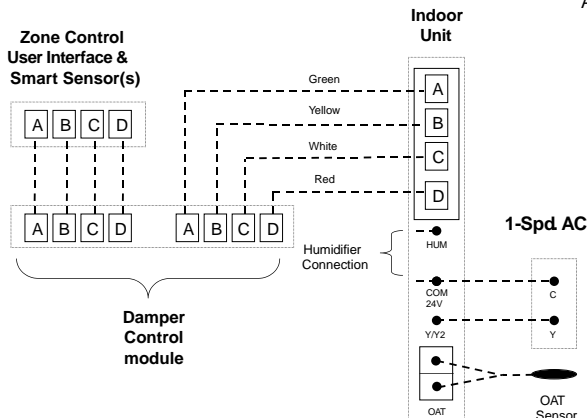 A
Indoor
Unit
Zone Control
User Interface &
Smart Sensor(s)
A B C D
Green
Yellow
White
Red
A
B
C
D
A B C D
A B C D
HUM
Humidifier
Connection
1-Spd. AC
COM
24V
C
Y/Y2
Y
Damper
Control
module
OAT
OAT
Sensor